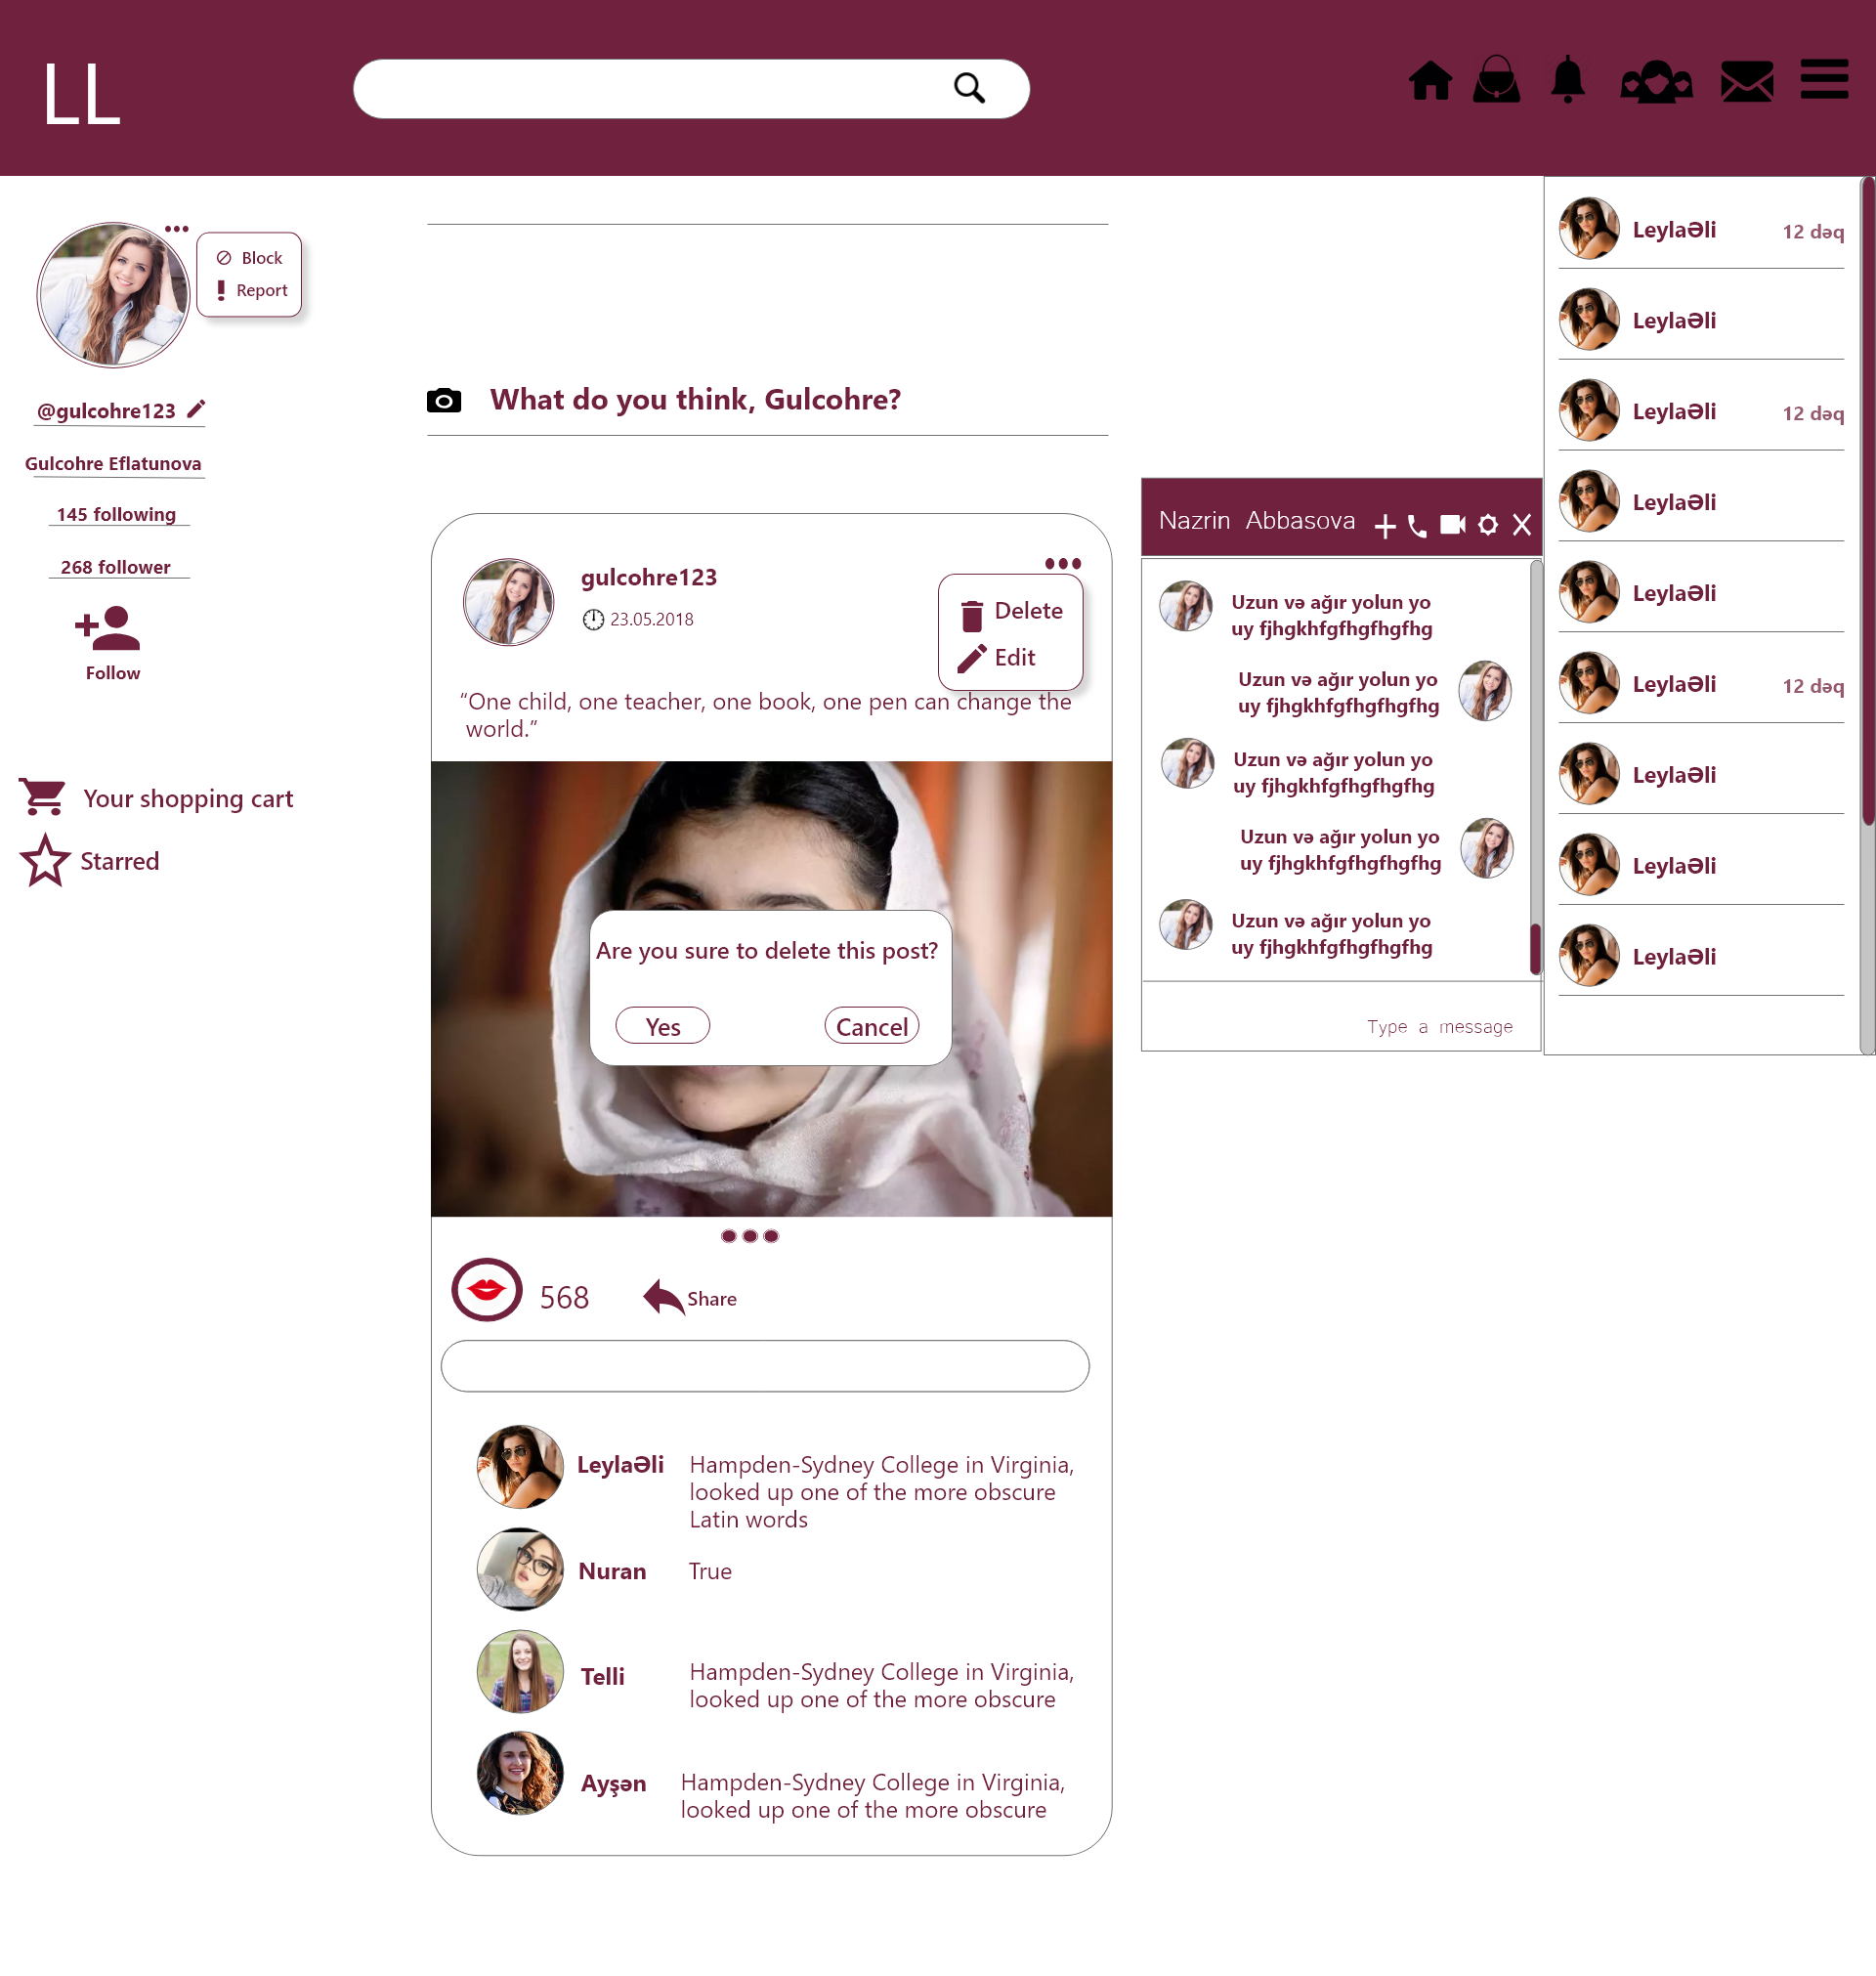 LL
Block
Report
@gulcohre123
Gulcohre Eflatunova
145 following
268 follower
Follow
Your shopping cart
Starred
What do you think, Gulcohre?
gulcohre123
23.05.2018
Delete
Edit
“One child, one teacher, one book, one pen can change the
world.”
Are you sure to delete this post?
Yes
Cancel
568
Share
LeylaƏli
Hampden-Sydney College in Virginia,
looked up one of the more obscure
Latin words
Nuran
True
Telli
Hampden-Sydney College in Virginia,
looked up one of the more obscure
Ayşən
Hampden-Sydney College in Virginia,
looked up one of the more obscure
Nazrin Abbasova
Uzun və ağır yolun yo
uy fjhgkhfgfhgfhgfhg
Uzun və ağır yolun yo
uy fjhgkhfgfhgfhgfhg
Uzun və ağır yolun yo
uy fjhgkhfgfhgfhgfhg
Uzun və ağır yolun yo
uy fjhgkhfgfhgfhgfhg
Uzun və ağır yolun yo
uy fjhgkhfgfhgfhgfhg
Type a message
LeylaƏli 12 dəq
LeylaƏli
LeylaƏli 12 dəq
LeylaƏli
LeylaƏli
LeylaƏli 12 dəq
LeylaƏli
LeylaƏli
LeylaƏli